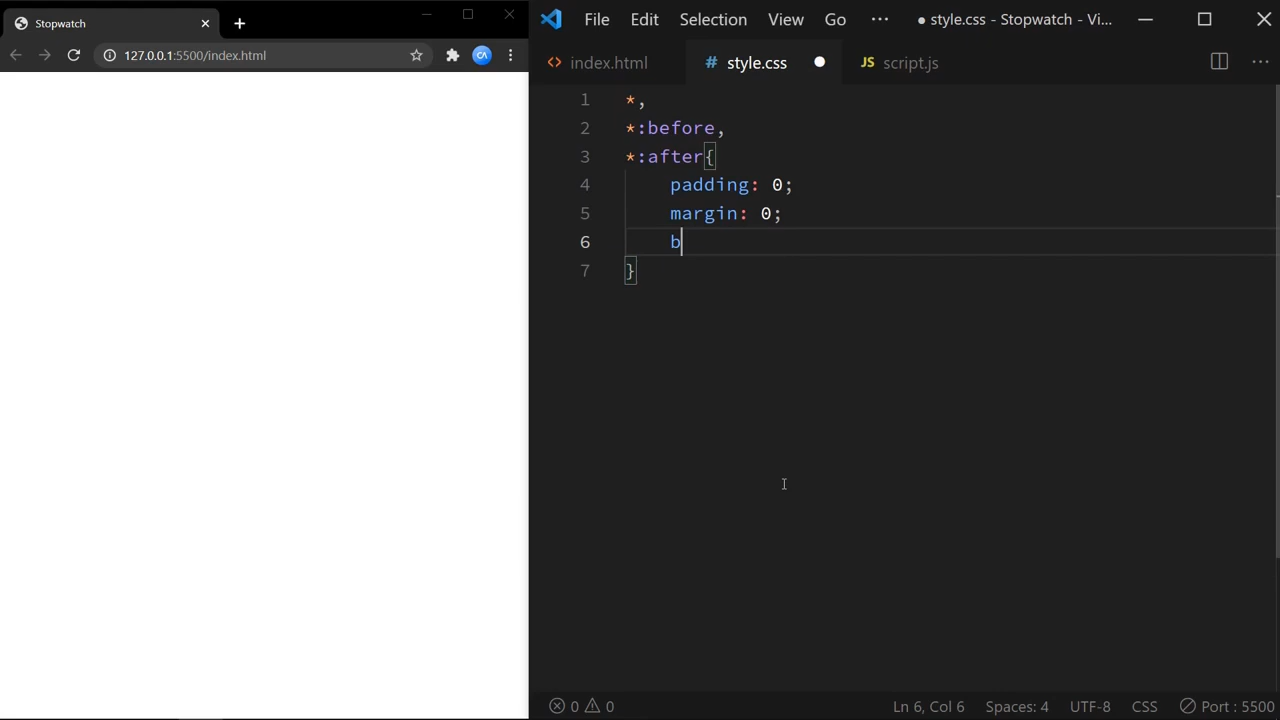 Stopwatch
127.0.0.1:5500/index.html
CA
File Edit Selection View Go ··· ● style.css - Stopwatch - Vi...
<> index.html # style.css ● JS script.js ···
1 *,
2 *:before,
3 *:after{
4 padding: 0;
5 margin: 0;
6 b
7 }
0 0 Ln 6, Col 6 Spaces: 4 UTF-8 CSS Port : 5500